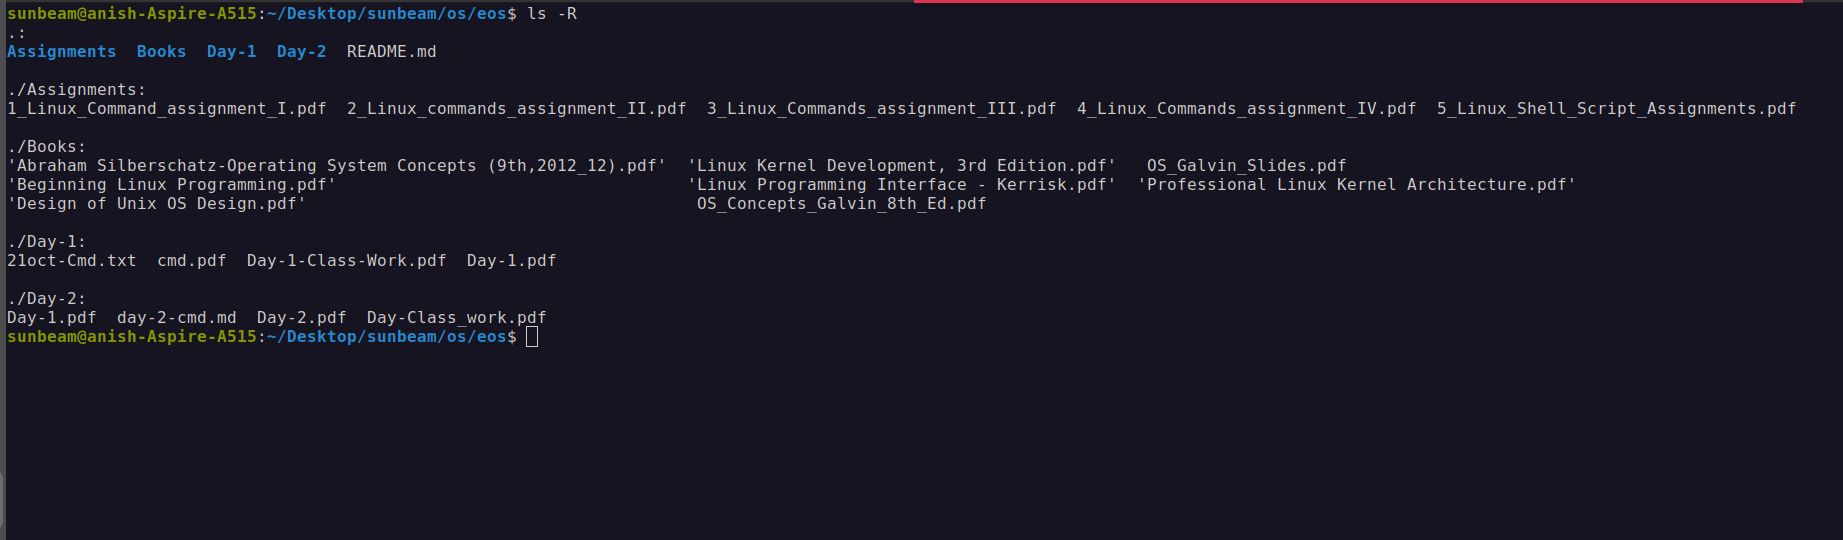 sunbeam@anish-Aspire-A515:~/Desktop/sunbeam/os/eos$ ls -R
.:
Assignments  Books  Day-1  Day-2  README.md

./Assignments:
1_Linux_Command_assignment_I.pdf  2_Linux_commands_assignment_II.pdf  3_Linux_Commands_assignment_III.pdf  4_Linux_Commands_assignment_IV.pdf  5_Linux_Shell_Script_Assignments.pdf

./Books:
'Abraham Silberschatz-Operating System Concepts (9th,2012_12).pdf'  'Linux Kernel Development, 3rd Edition.pdf'   OS_Galvin_Slides.pdf
'Beginning Linux Programming.pdf'                                   'Linux Programming Interface - Kerrisk.pdf'  'Professional Linux Kernel Architecture.pdf'
'Design of Unix OS Design.pdf'                                       OS_Concepts_Galvin_8th_Ed.pdf

./Day-1:
21oct-Cmd.txt  cmd.pdf  Day-1-Class-Work.pdf  Day-1.pdf

./Day-2:
Day-1.pdf  day-2-cmd.md  Day-2.pdf  Day-Class_work.pdf
sunbeam@anish-Aspire-A515:~/Desktop/sunbeam/os/eos$